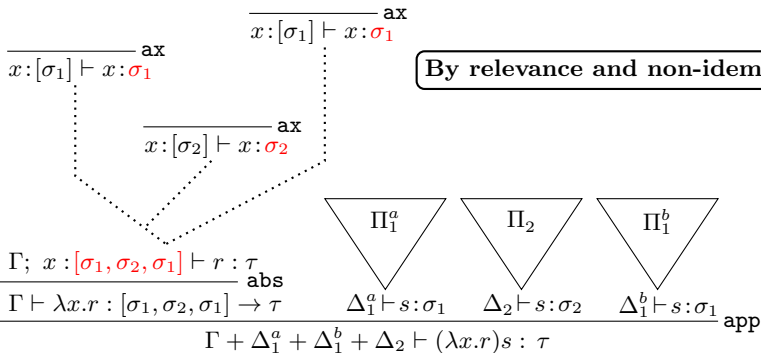 x:[σ₁] ⊢ x:σ₁ ax
x:[σ₁] ⊢ x:σ₁ ax
By relevance and non-idem
x:[σ₂] ⊢ x:σ₂ ax
Π₁ᵃ Π₂ Π₁ᵇ
Γ; x:[σ₁, σ₂, σ₁] ⊢ r : τ
abs
Γ ⊢ λx.r : [σ₁, σ₂, σ₁] → τ Δ₁ᵃ ⊢ s:σ₁ Δ₂ ⊢ s:σ₂ Δ₁ᵇ ⊢ s:σ₁
app
Γ + Δ₁ᵃ + Δ₁ᵇ + Δ₂ ⊢ (λx.r)s : τ